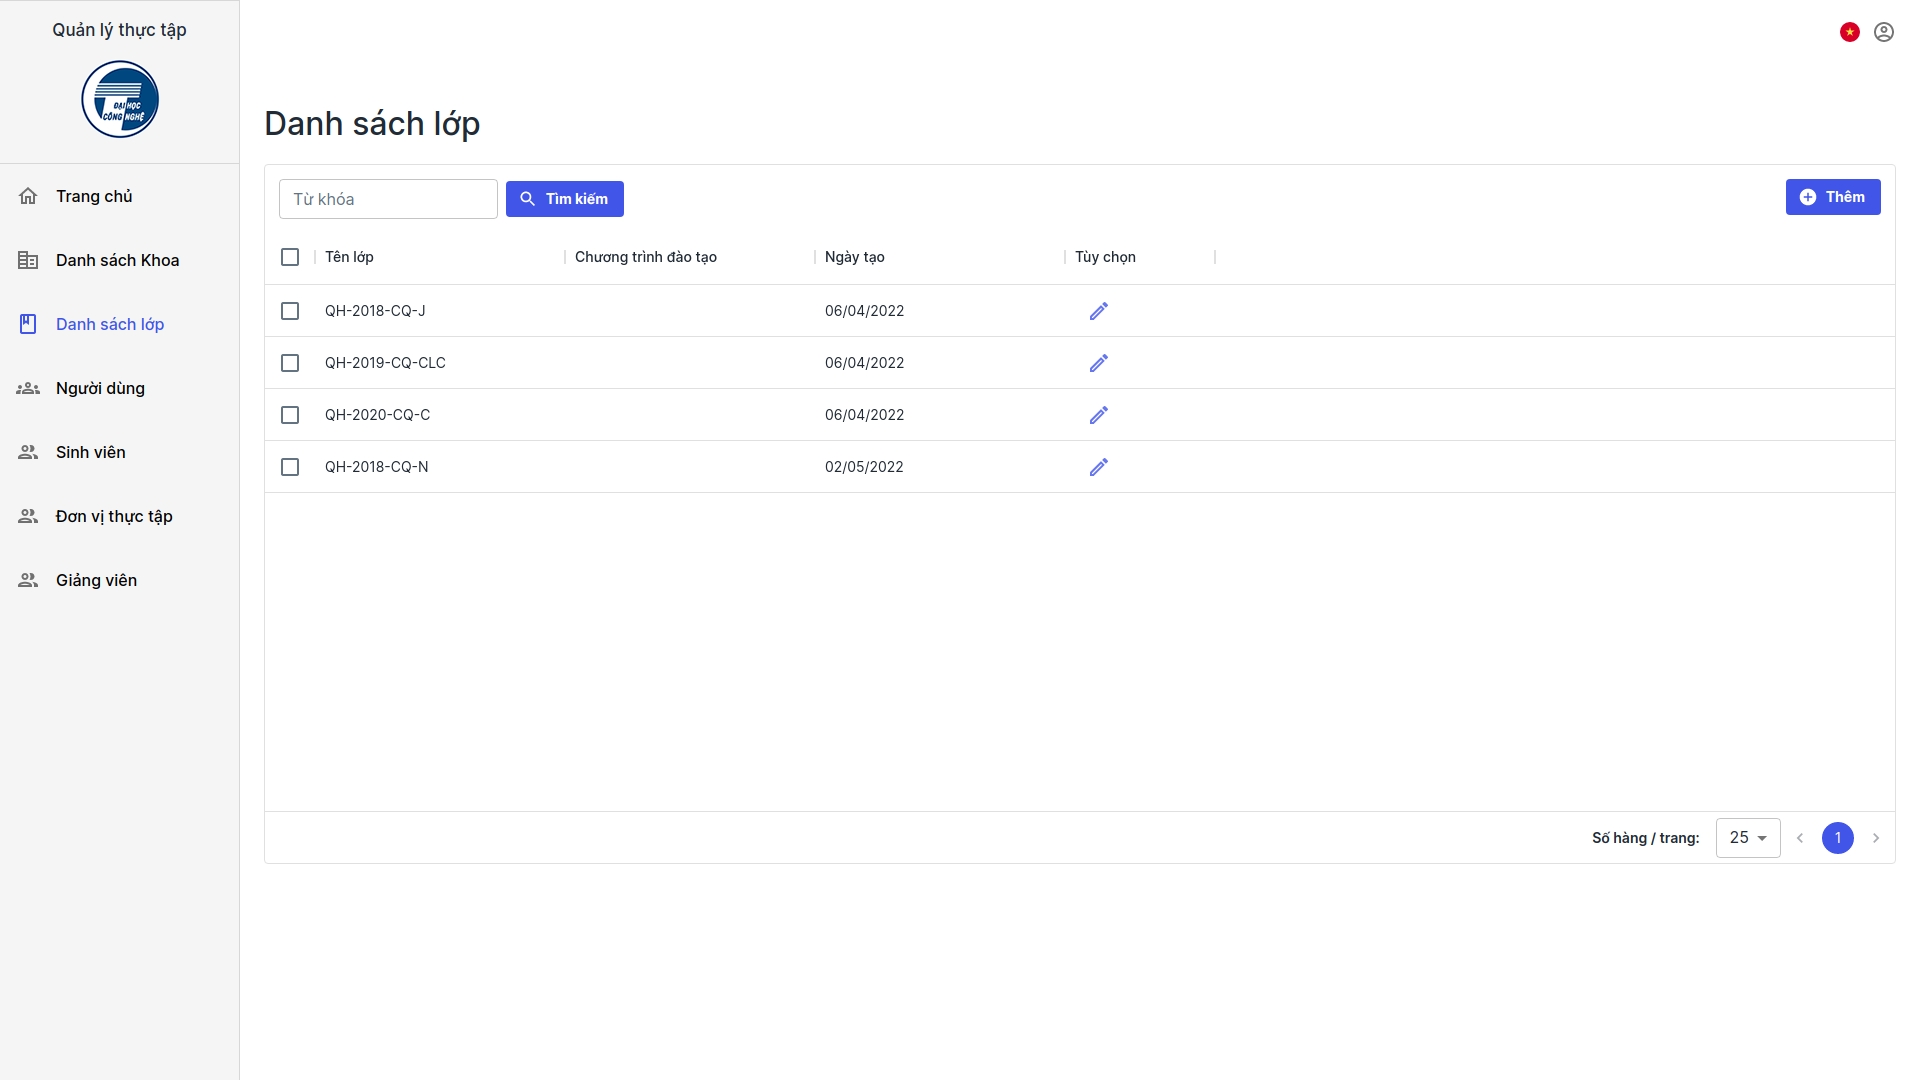 Quản lý thực tập
ĐẠI HỌC
CÔNG NGHỆ
Trang chủ
Danh sách Khoa
Danh sách lớp
Người dùng
Sinh viên
Đơn vị thực tập
Giảng viên
Danh sách lớp
Từ khóa
Tìm kiếm
Thêm
Tên lớp Chương trình đào tạo Ngày tạo Tùy chọn
QH-2018-CQ-J 06/04/2022
QH-2019-CQ-CLC 06/04/2022
QH-2020-CQ-C 06/04/2022
QH-2018-CQ-N 02/05/2022
Số hàng / trang: 25 1